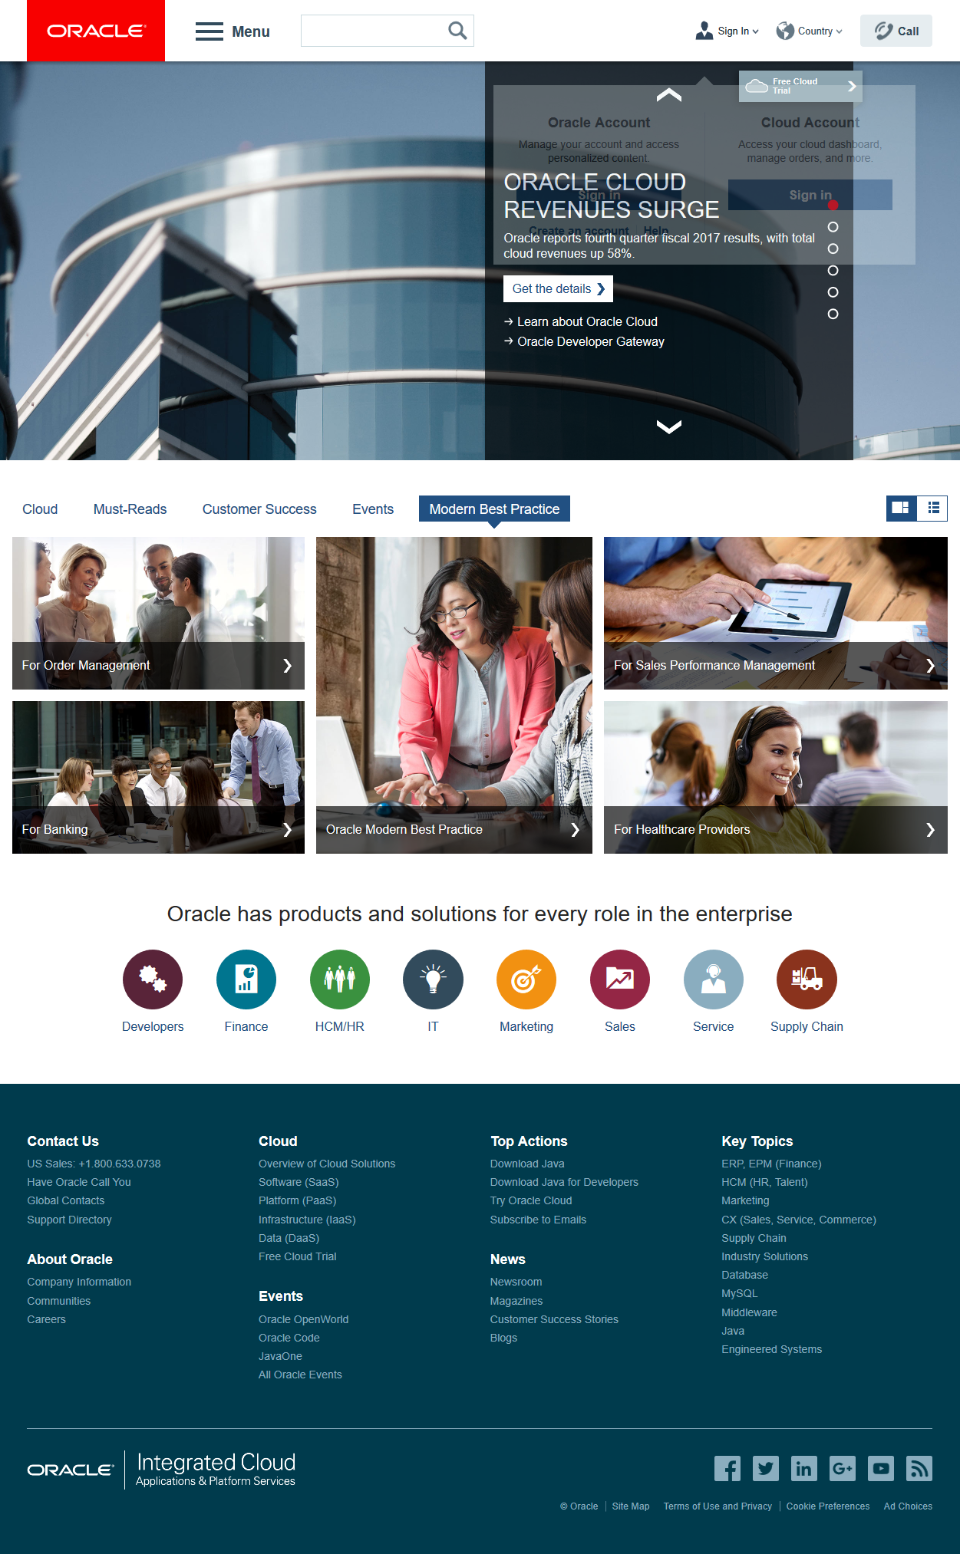 ORACLE
Menu
Sign In
Country
Call
Free Cloud
Trial
Oracle Account
Manage your account and access
personalized content.
Sign in
Create an account
Help
Cloud Account
Access your cloud dashboard,
manage orders, and more.
Sign in
ORACLE CLOUD
REVENUES SURGE
Oracle reports fourth quarter fiscal 2017 results, with total
cloud revenues up 58%.
Get the details
Learn about Oracle Cloud
Oracle Developer Gateway
Cloud
Must-Reads
Customer Success
Events
Modern Best Practice
For Order Management
For Banking
Oracle Modern Best Practice
For Sales Performance Management
For Healthcare Providers
Oracle has products and solutions for every role in the enterprise
Developers
Finance
HCM/HR
IT
Marketing
Sales
Service
Supply Chain
Contact Us
US Sales: +1.800.633.0738
Have Oracle Call You
Global Contacts
Support Directory
About Oracle
Company Information
Communities
Careers
Cloud
Overview of Cloud Solutions
Software (SaaS)
Platform (PaaS)
Infrastructure (IaaS)
Data (DaaS)
Free Cloud Trial
Events
Oracle OpenWorld
Oracle Code
JavaOne
All Oracle Events
Top Actions
Download Java
Download Java for Developers
Try Oracle Cloud
Subscribe to Emails
News
Newsroom
Magazines
Customer Success Stories
Blogs
Key Topics
ERP, EPM (Finance)
HCM (HR, Talent)
Marketing
CX (Sales, Service, Commerce)
Supply Chain
Industry Solutions
Database
MySQL
Middleware
Java
Engineered Systems
ORACLE
Integrated Cloud
Applications & Platform Services
© Oracle | Site Map Terms of Use and Privacy | Cookie Preferences Ad Choices